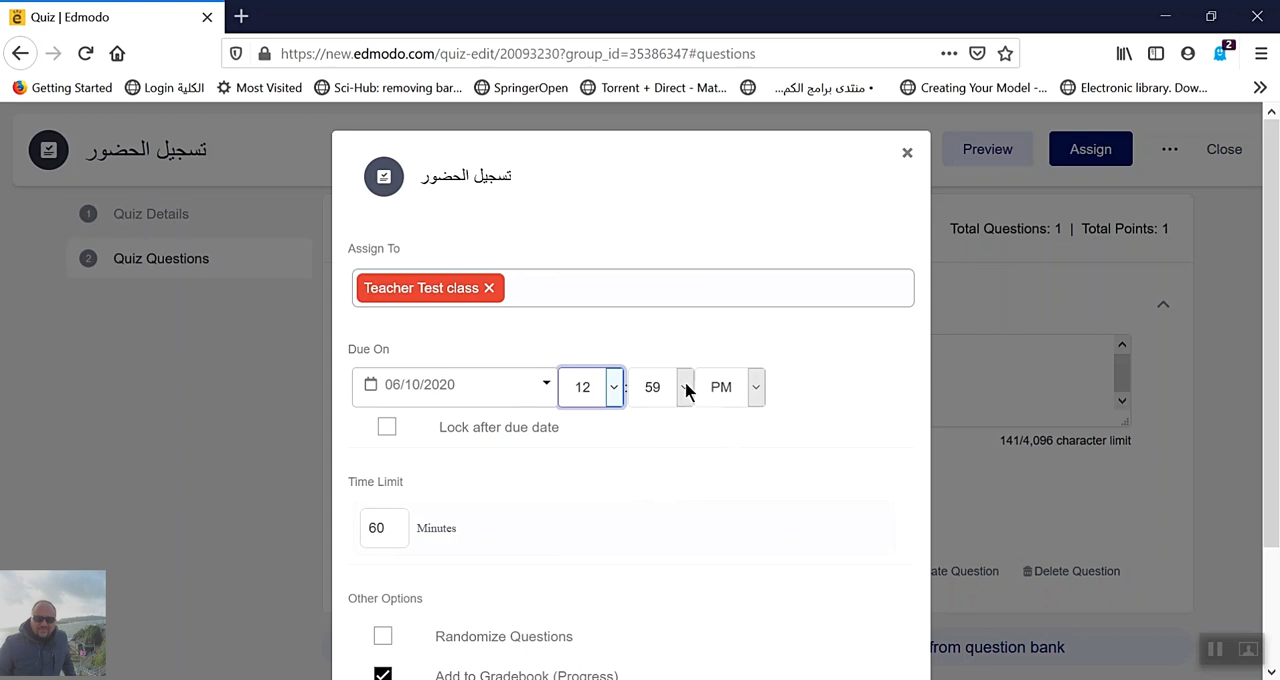 Quiz | Edmodo
https://new.edmodo.com/quiz-edit/20093230?group_id=35386347#questions
2
Getting Started
Login الكلية
Most Visited
Sci-Hub: removing bar...
SpringerOpen
Torrent + Direct - Mat...
• منتدى برامج الكم...
Creating Your Model -...
Electronic library. Dow...
تسجيل الحضور
Preview
Assign
Close
1 Quiz Details
2 Quiz Questions
Total Questions: 1 | Total Points: 1
141/4,096 character limit
ate Question
Delete Question
from question bank
تسجيل الحضور
Assign To
Teacher Test class
Due On
06/10/2020
12 : 59 PM
Lock after due date
Time Limit
60 Minutes
Other Options
Randomize Questions
Add to Gradebook (Progress)